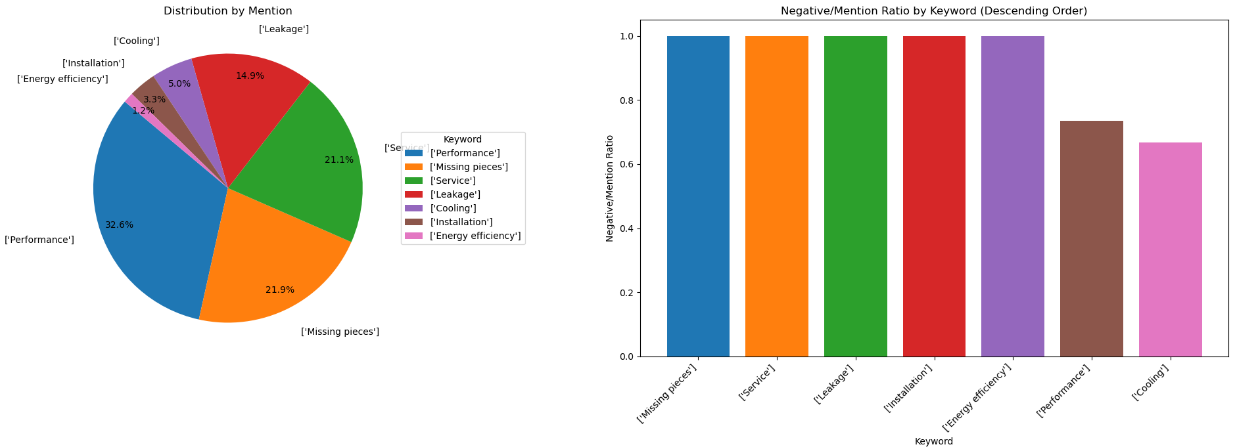 Distribution by Mention
['Leakage']
['Cooling']
['Installation']
['Energy efficiency']
14.9%
5.0%
3.3%
1.2%
['Service']
21.1%
32.6%
['Performance']
21.9%
['Missing pieces']
Keyword
['Performance']
['Missing pieces']
['Service']
['Leakage']
['Cooling']
['Installation']
['Energy efficiency']
Negative/Mention Ratio by Keyword (Descending Order)
Negative/Mention Ratio
1.0
0.8
0.6
0.4
0.2
0.0
['Missing pieces']
['Service']
['Leakage']
['Installation']
['Energy efficiency']
['Performance']
['Cooling']
Keyword